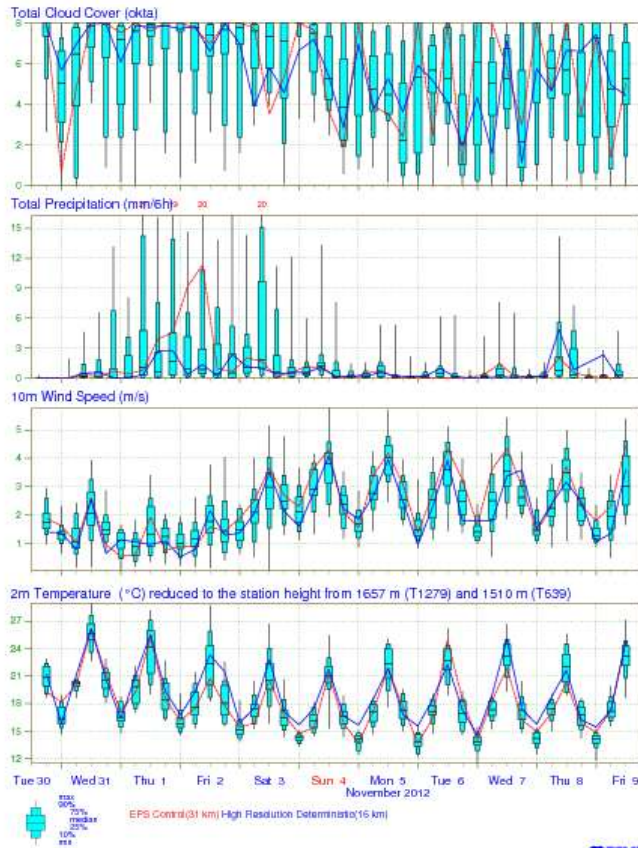 Total Cloud Cover (okta)
8
6
4
2
0
Total Precipitation (mm/6h)
20
20
15
12
9
6
3
0
10m Wind Speed (m/s)
5
4
3
2
1
2m Temperature (°C) reduced to the station height from 1657 m (T1279) and 1510 m (T639)
27
24
21
18
15
12
Tue 30 Wed 31 Thu 1 Fri 2 Sat 3 Sun 4 Mon 5 Tue 6 Wed 7 Thu 8 Fri 9
November 2012
max
90%
75%
median
25%
10%
min
EPS Control(31 km) High Resolution Deterministic(16 km)